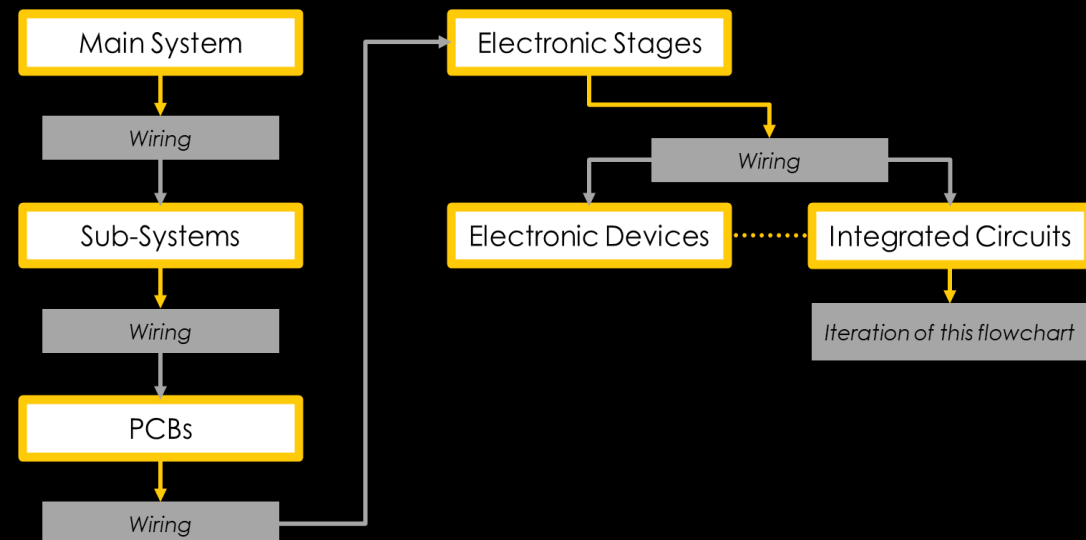 Main System
Wiring
Sub-Systems
Wiring
PCBs
Wiring
Electronic Stages
Wiring
Electronic Devices
Integrated Circuits
Iteration of this flowchart